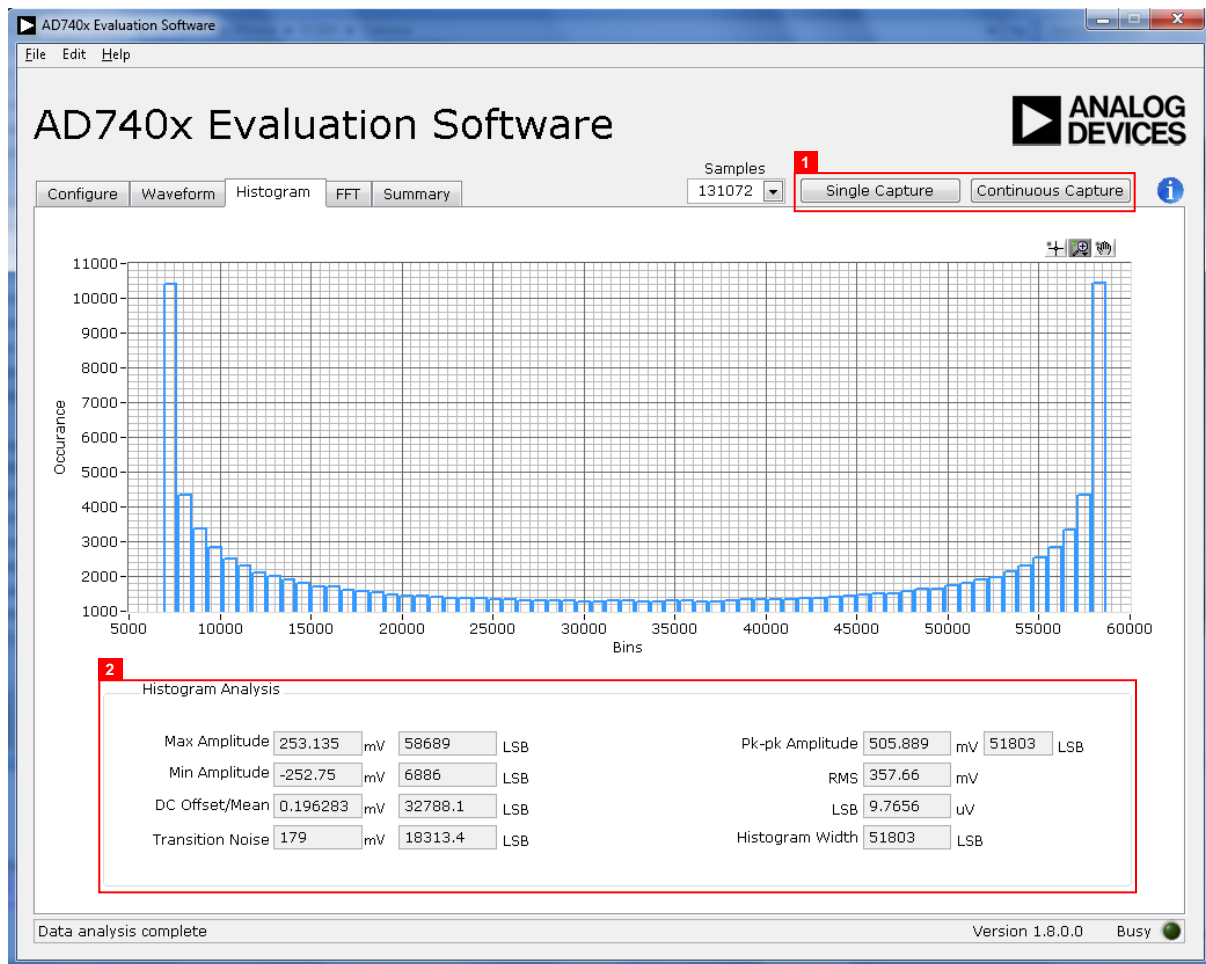 AD740x Evaluation Software
File Edit Help
AD740x Evaluation Software
ANALOG
DEVICES
Configure Waveform Histogram FFT Summary
Samples
131072
1
Single Capture Continuous Capture
i
11000
10000
9000
8000
7000
6000
5000
4000
3000
2000
1000
Occurance
5000 10000 15000 20000 25000 30000 35000 40000 45000 50000 55000 60000
Bins
2
Histogram Analysis
Max Amplitude 253.135 mV 58689 LSB
Min Amplitude -252.75 mV 6886 LSB
DC Offset/Mean 0.196283 mV 32788.1 LSB
Transition Noise 179 mV 18313.4 LSB
Pk-pk Amplitude 505.889 mV 51803 LSB
RMS 357.66 mV
LSB 9.7656 uV
Histogram Width 51803 LSB
Data analysis complete
Version 1.8.0.0 Busy